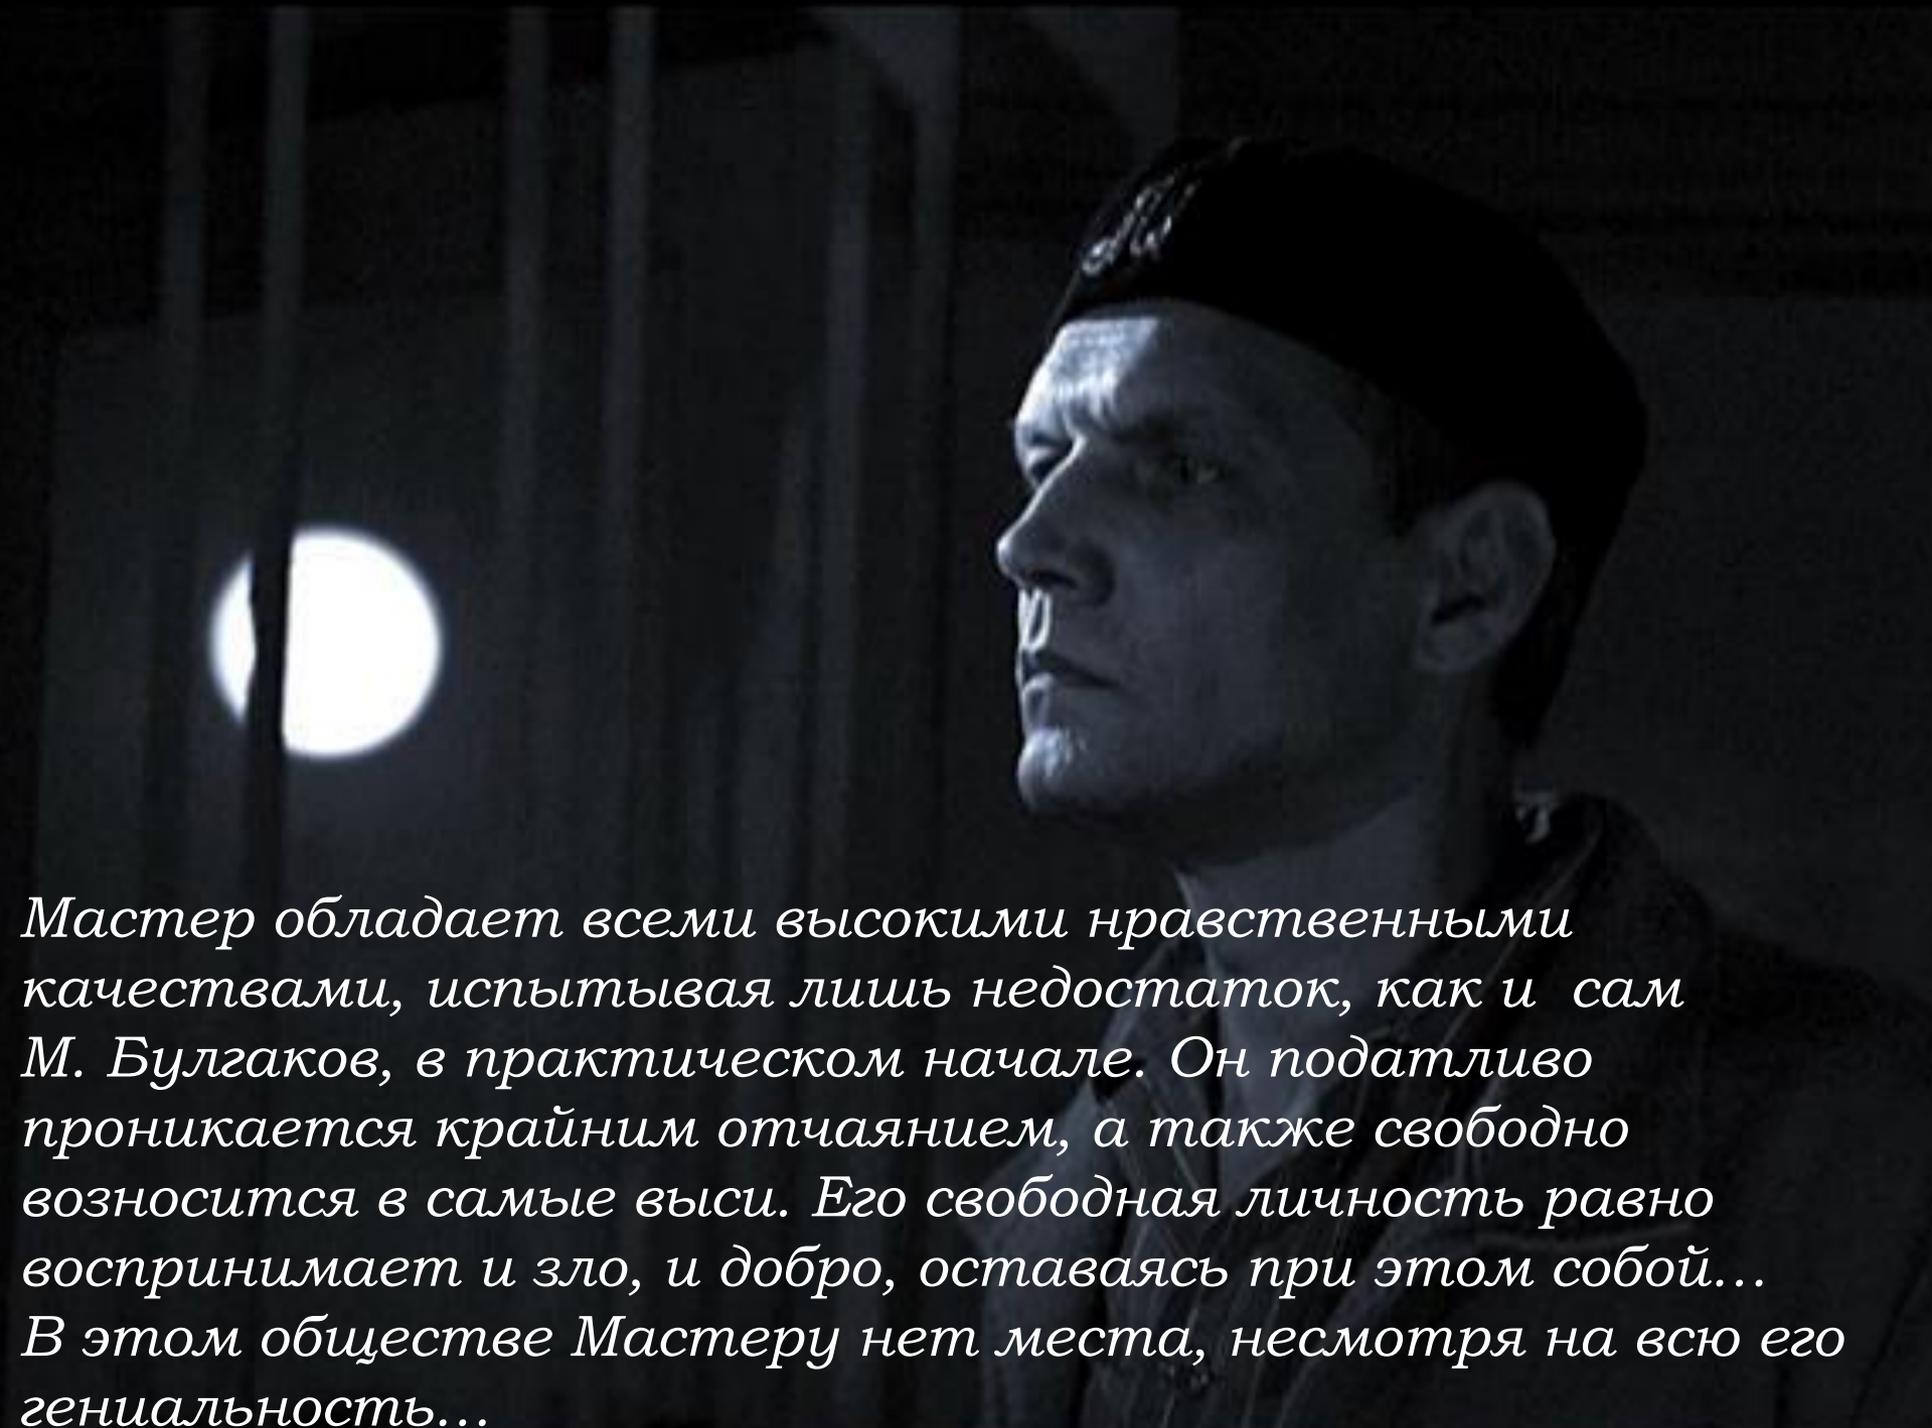 М
Мастер обладает всеми высокими нравственными
качествами, испытывая лишь недостаток, как и сам
М. Булгаков, в практическом начале. Он податливо
проникается крайним отчаянием, а также свободно
возносится в самые выси. Его свободная личность равно
воспринимает и зло, и добро, оставаясь при этом собой...
В этом обществе Мастеру нет места, несмотря на всю его
гениальность...